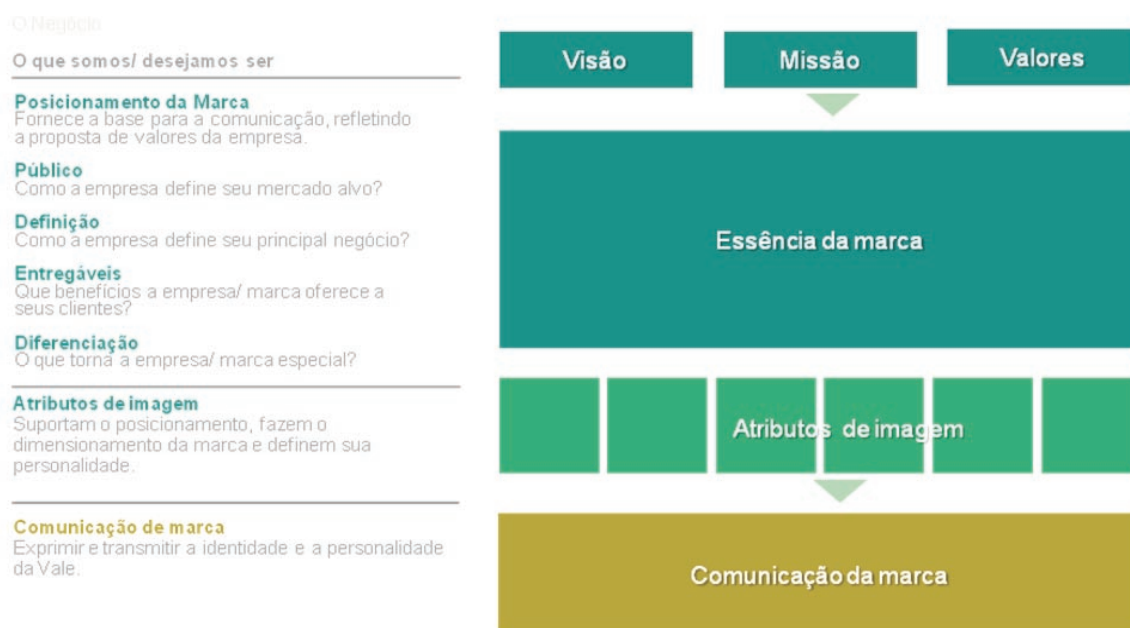 O Negócio
O que somos/ desejamos ser
Posicionamento da Marca
Fornece a base para a comunicação, refletindo
a proposta de valores da empresa.
Público
Como a empresa define seu mercado alvo?
Definição
Como a empresa define seu principal negócio?
Entregáveis
Que benefícios a empresa/ marca oferece a
seus clientes?
Diferenciação
O que torna a empresa/ marca especial?
Atributos de imagem
Suportam o posicionamento, fazem o
dimensionamento da marca e definem sua
personalidade.
Comunicação de marca
Exprimir e transmitir a identidade e a personalidade
da Vale.
Visão
Missão
Valores
Essência da marca
Atributos de imagem
Comunicação da marca